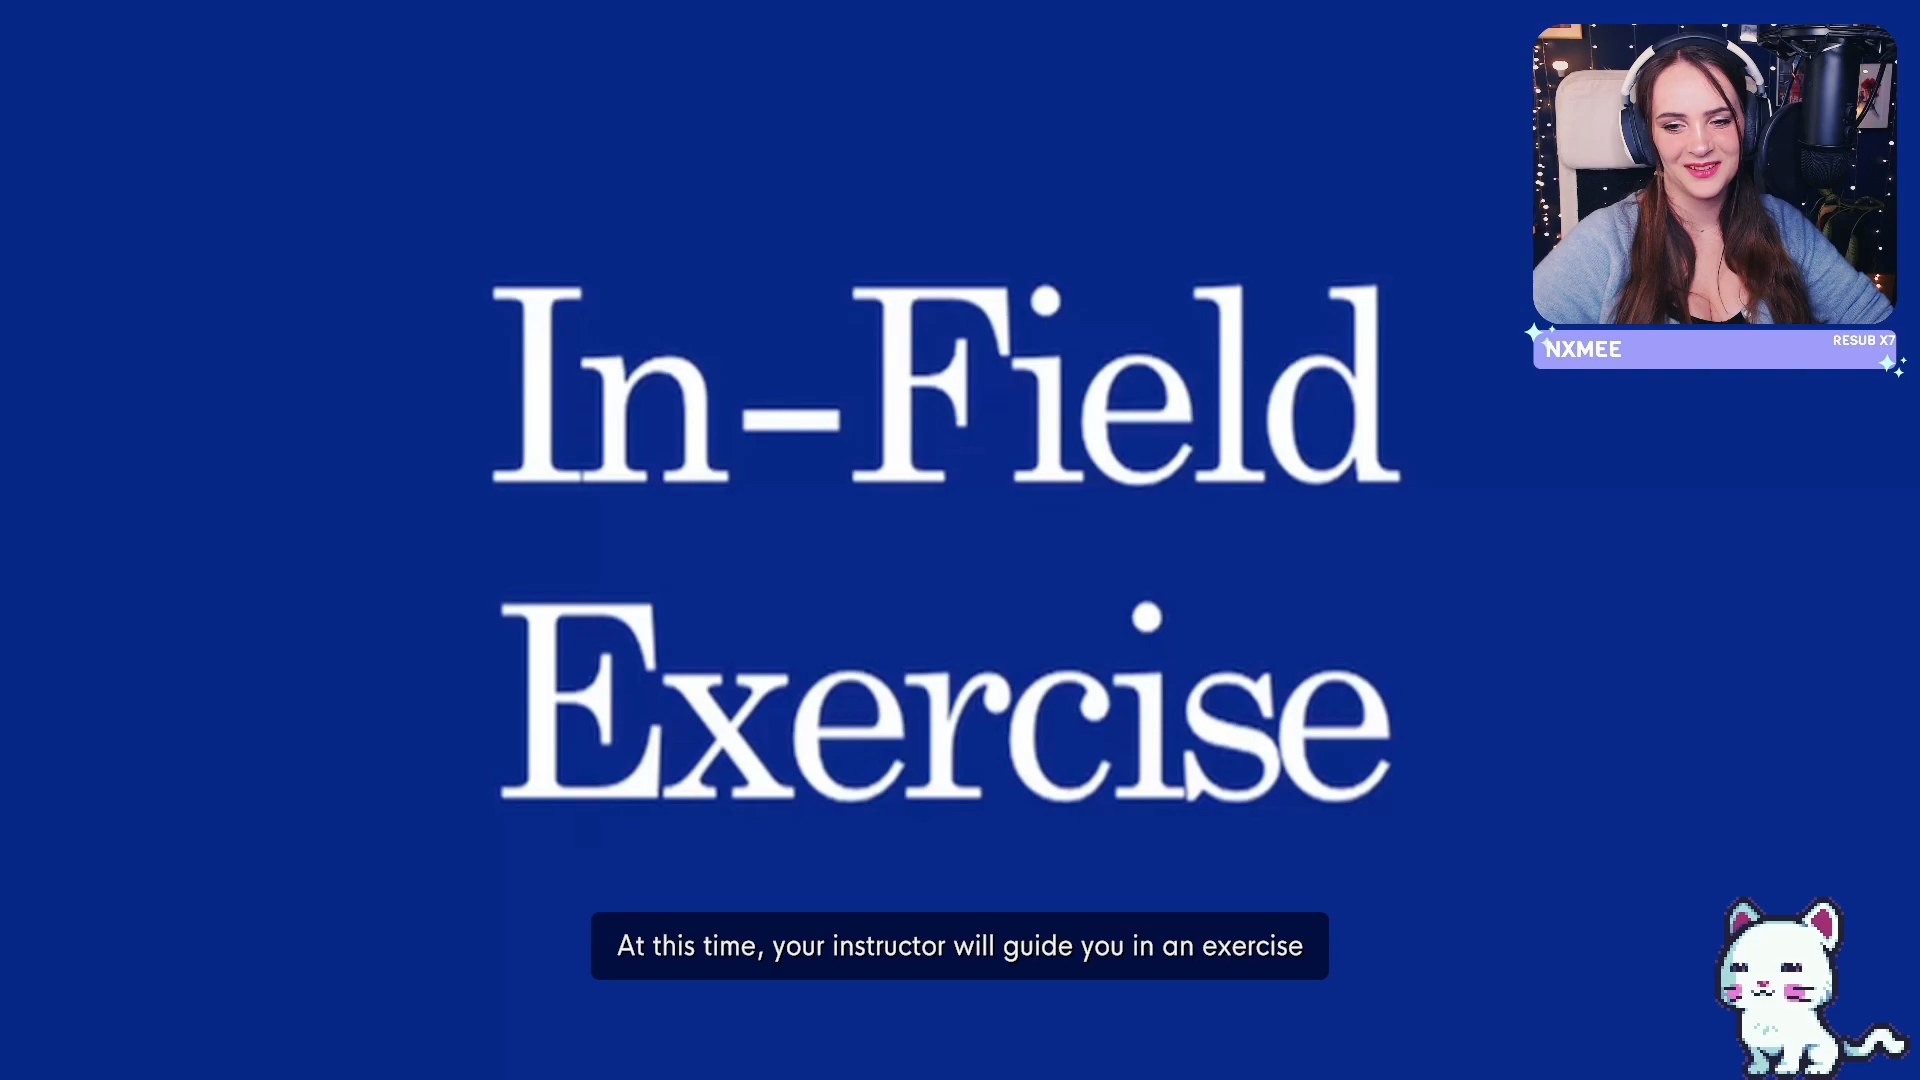 In-Field
Exercise
NXMEE
RESUB X7
At this time, your instructor will guide you in an exercise